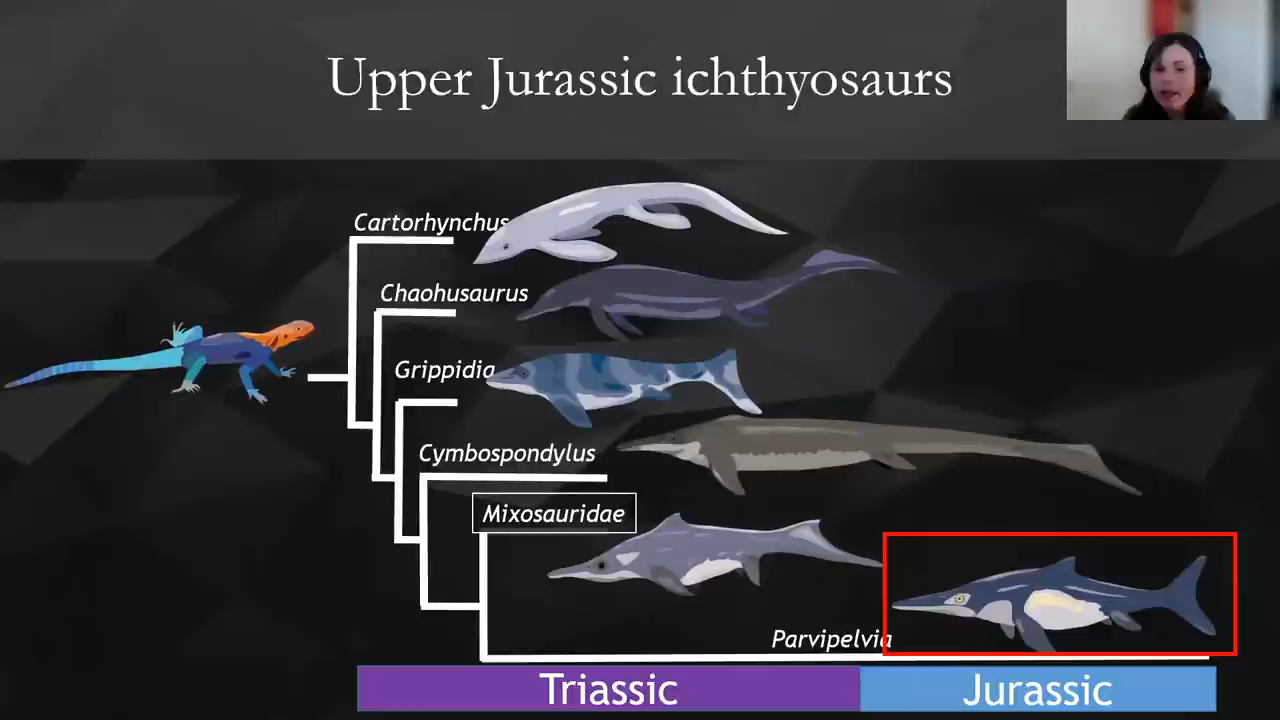 Upper Jurassic ichthyosaurs
Cartorhynchus
Chaohusaurus
Grippidia
Cymbospondylus
Mixosauridae
Parvipelvia
Triassic
Jurassic